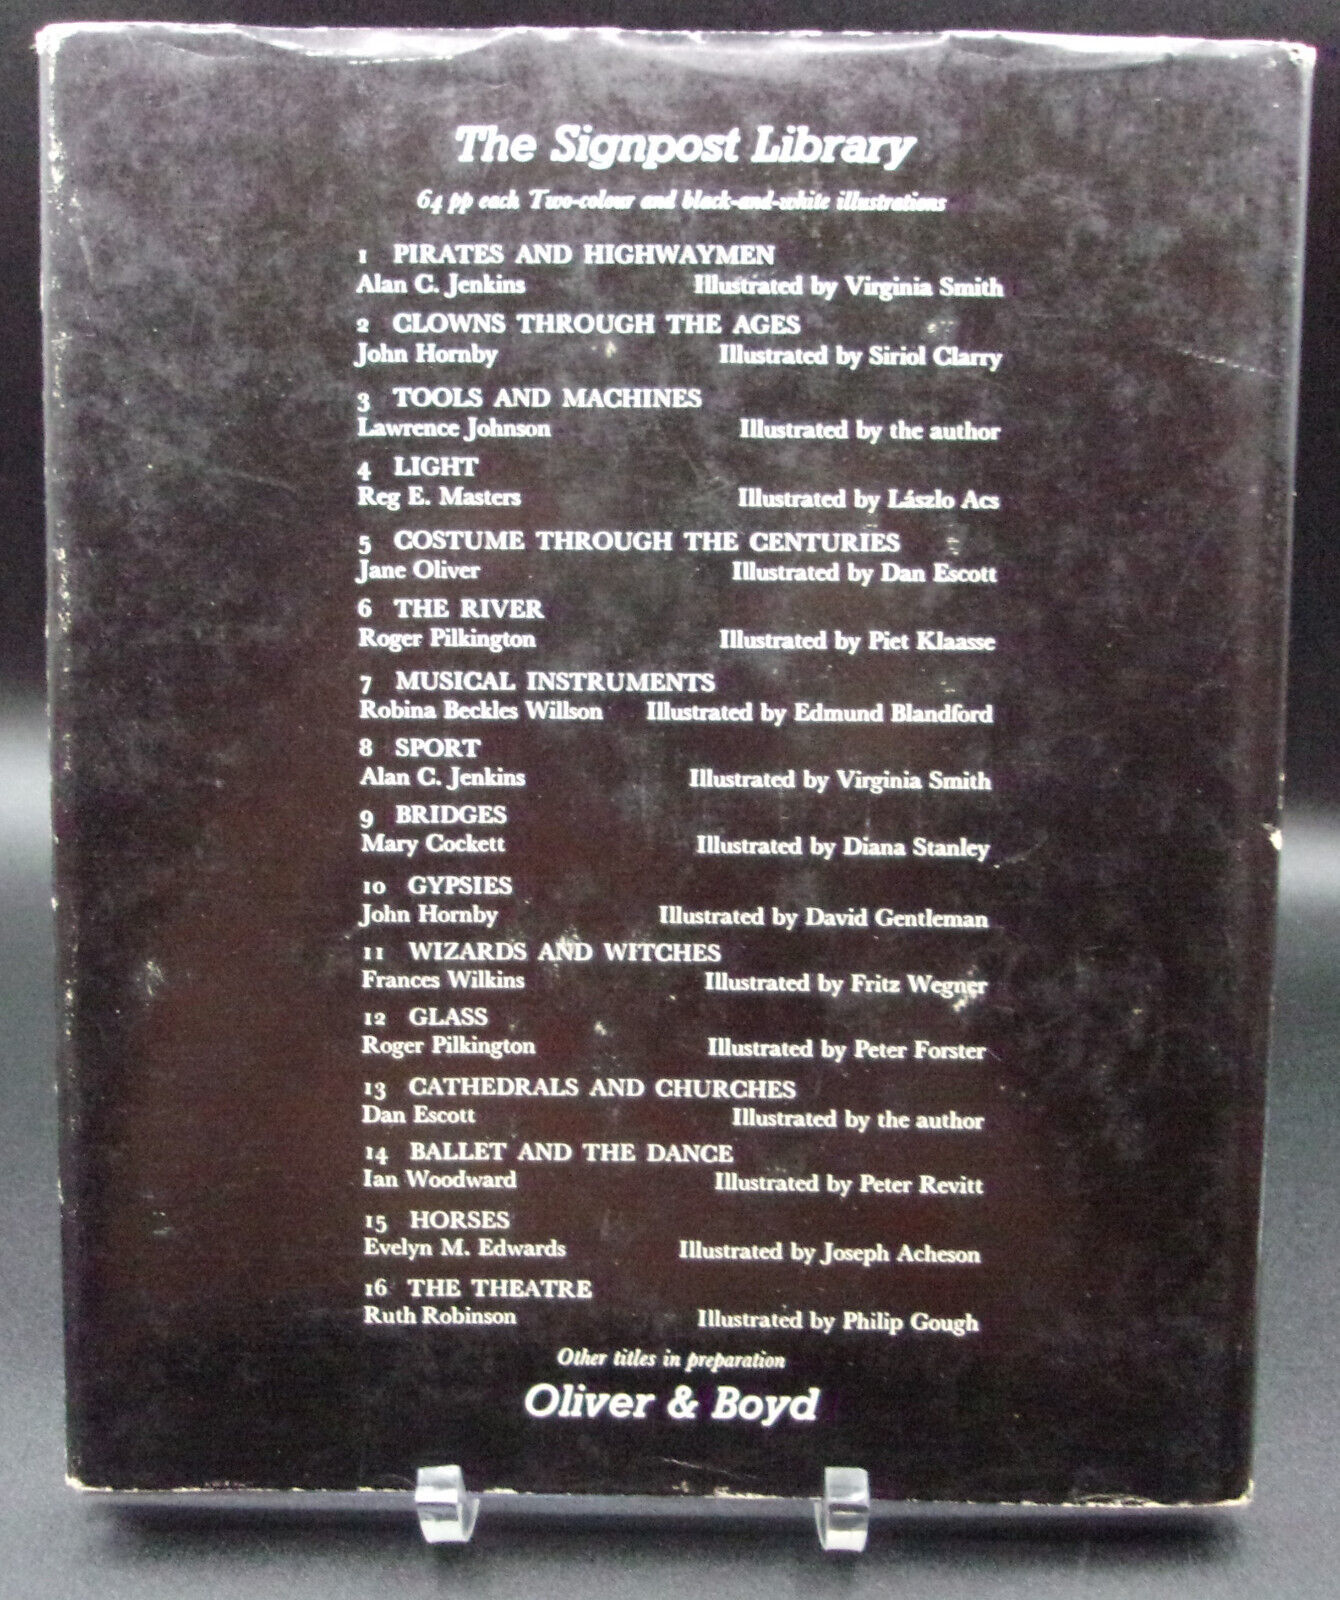 The Signpost Library
64 pp each Two-colour and black-and-white illustrations
1 PIRATES AND HIGHWAYMEN
Alan C. Jenkins Illustrated by Virginia Smith
2 CLOWNS THROUGH THE AGES
John Hornby Illustrated by Siriol Clarry
3 TOOLS AND MACHINES
Lawrence Johnson Illustrated by the author
4 LIGHT
Reg E. Masters Illustrated by Lászlo Acs
5 COSTUME THROUGH THE CENTURIES
Jane Oliver Illustrated by Dan Escott
6 THE RIVER
Roger Pilkington Illustrated by Piet Klaasse
7 MUSICAL INSTRUMENTS
Robina Beckles Willson Illustrated by Edmund Blandford
8 SPORT
Alan C. Jenkins Illustrated by Virginia Smith
9 BRIDGES
Mary Cockett Illustrated by Diana Stanley
10 GYPSIES
John Hornby Illustrated by David Gentleman
11 WIZARDS AND WITCHES
Frances Wilkins Illustrated by Fritz Wegner
12 GLASS
Roger Pilkington Illustrated by Peter Forster
13 CATHEDRALS AND CHURCHES
Dan Escott Illustrated by the author
14 BALLET AND THE DANCE
Ian Woodward Illustrated by Peter Revitt
15 HORSES
Evelyn M. Edwards Illustrated by Joseph Acheson
16 THE THEATRE
Ruth Robinson Illustrated by Philip Gough
Other titles in preparation
Oliver & Boyd